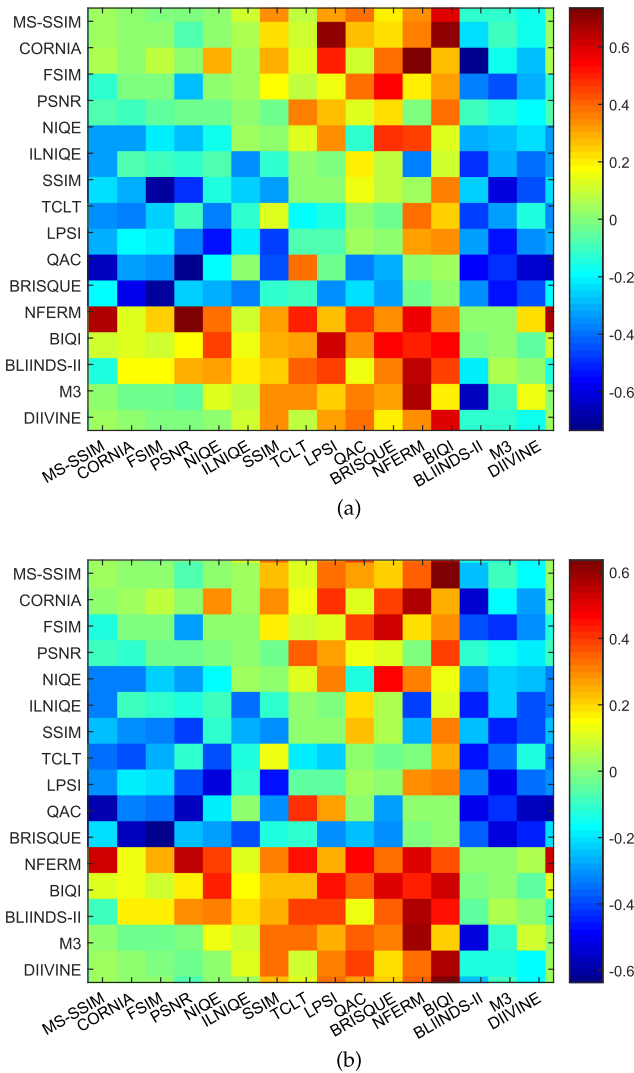 MS-SSIM
CORNIA
FSIM
PSNR
NIQE
ILNIQE
SSIM
TCLT
LPSI
QAC
BRISQUE
NFERM
BIQI
BLIINDS-II
M3
DIIVINE
0.6
0.4
0.2
0
-0.2
-0.4
-0.6
MS-SSIM CORNIA FSIM PSNR NIQE ILNIQE SSIM TCLT LPSI QAC BRISQUE NFERM BIQI BLIINDS-II M3 DIIVINE
(a)
MS-SSIM
CORNIA
FSIM
PSNR
NIQE
ILNIQE
SSIM
TCLT
LPSI
QAC
BRISQUE
NFERM
BIQI
BLIINDS-II
M3
DIIVINE
0.6
0.4
0.2
0
-0.2
-0.4
-0.6
MS-SSIM CORNIA FSIM PSNR NIQE ILNIQE SSIM TCLT LPSI QAC BRISQUE NFERM BIQI BLIINDS-II M3 DIIVINE
(b)